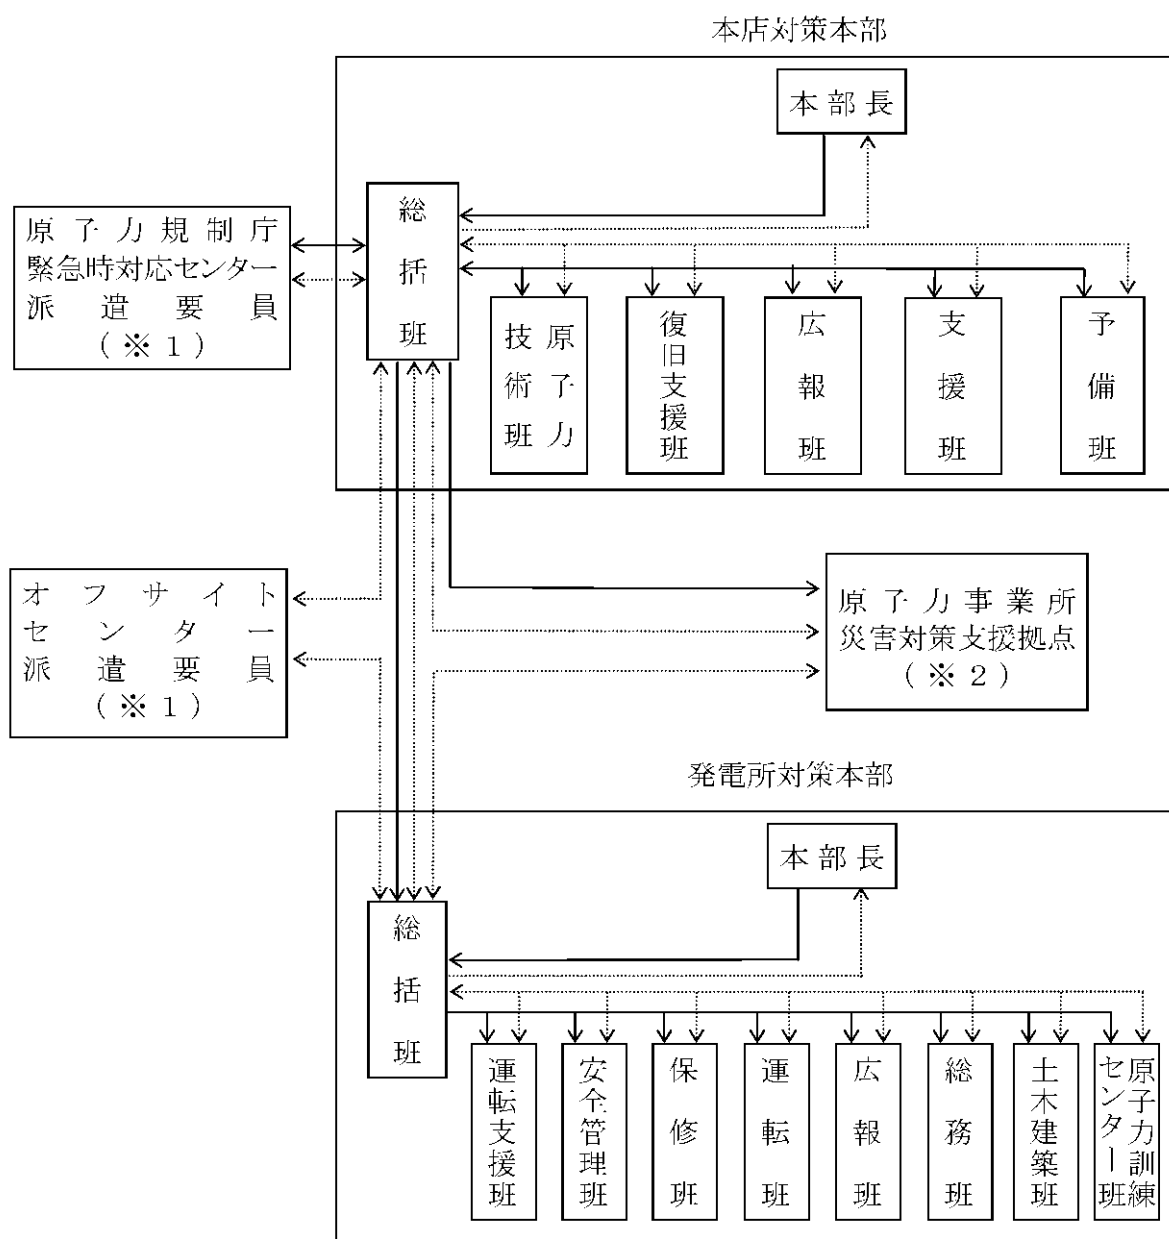 本店対策本部
本部長
総括班
原子力規制庁
緊急時対応センター
派遣要員
(※1)
原子力
技術班
復旧支援班
広報班
支援班
予備班
オフサイト
センター
派遣要員
(※1)
原子力事業所
災害対策支援拠点
(※2)
発電所対策本部
本部長
総括班
運転支援班
安全管理班
保修班
運転班
広報班
総務班
土木建築班
原子力訓練
センター班